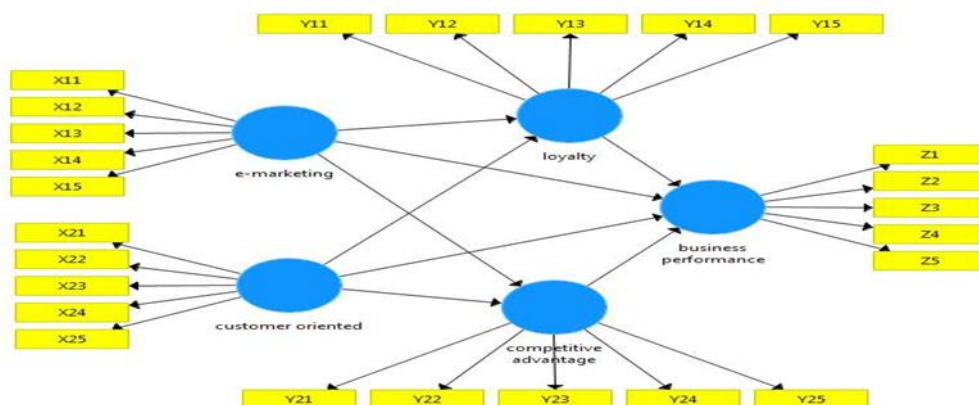 Y11
Y12
Y13
Y14
Y15
X11
X12
X13
X14
X15
e-marketing
loyalty
Z1
Z2
Z3
Z4
Z5
business
performance
X21
X22
X23
X24
X25
customer oriented
competitive
advantage
Y21
Y22
Y23
Y24
Y25